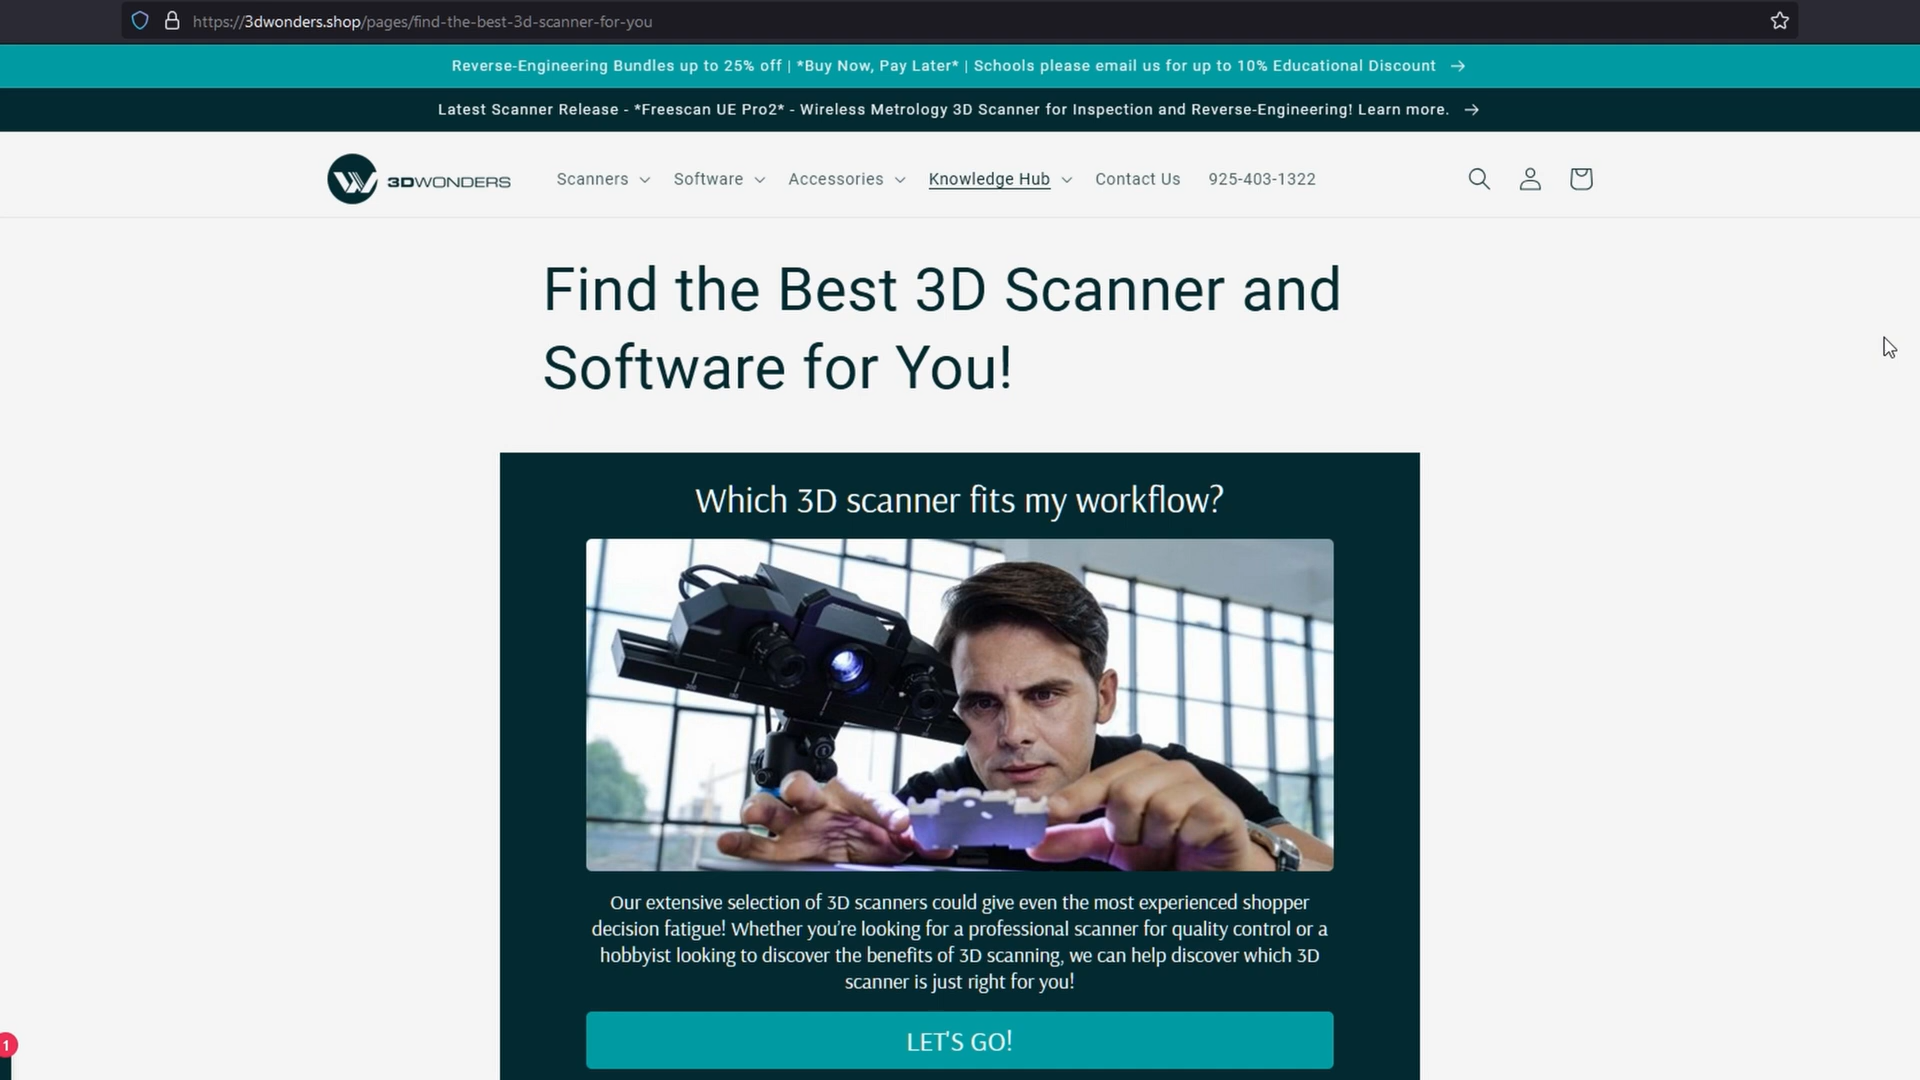 https://3dwonders.shop/pages/find-the-best-3d-scanner-for-you
Reverse-Engineering Bundles up to 25% off | *Buy Now, Pay Later* | Schools please email us for up to 10% Educational Discount →
Latest Scanner Release - *Freescan UE Pro2* - Wireless Metrology 3D Scanner for Inspection and Reverse-Engineering! Learn more. →
3DWONDERS
Scanners
Software
Accessories
Knowledge Hub
Contact Us
925-403-1322
Find the Best 3D Scanner and
Software for You!
Which 3D scanner fits my workflow?
Our extensive selection of 3D scanners could give even the most experienced shopper
decision fatigue! Whether you're looking for a professional scanner for quality control or a
hobbyist looking to discover the benefits of 3D scanning, we can help discover which 3D
scanner is just right for you!
LET'S GO!
1